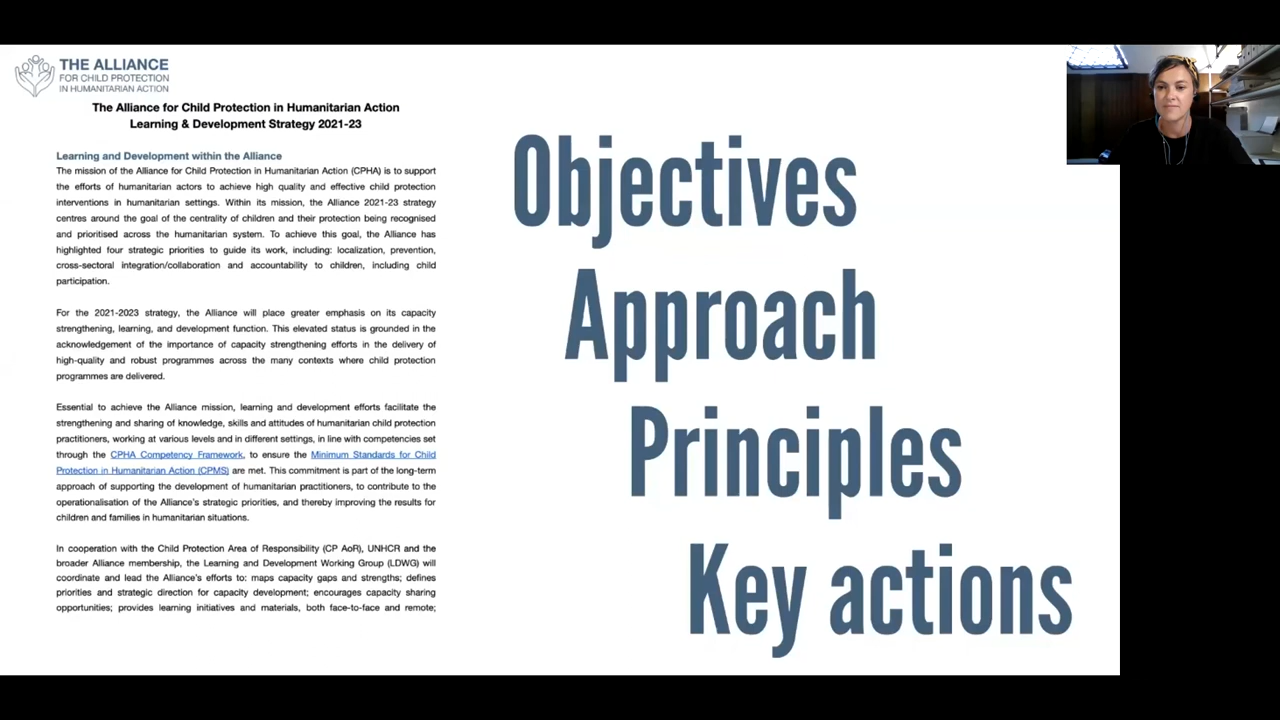 THE ALLIANCE
FOR CHILD PROTECTION
IN HUMANITARIAN ACTION
The Alliance for Child Protection in Humanitarian Action
Learning & Development Strategy 2021-23
Learning and Development within the Alliance
The mission of the Alliance for Child Protection in Humanitarian Action (CPHA) is to support
the efforts of humanitarian actors to achieve high quality and effective child protection
interventions in humanitarian settings. Within its mission, the Alliance 2021-23 strategy
centres around the goal of the centrality of children and their protection being recognised
and prioritised across the humanitarian system. To achieve this goal, the Alliance has
highlighted four strategic priorities to guide its work, including: localization, prevention,
cross-sectoral integration/collaboration and accountability to children, including child
participation.
For the 2021-2023 strategy, the Alliance will place greater emphasis on its capacity
strengthening, learning, and development function. This elevated status is grounded in the
acknowledgement of the importance of capacity strengthening efforts in the delivery of
high-quality and robust programmes across the many contexts where child protection
programmes are delivered.
Essential to achieve the Alliance mission, learning and development efforts facilitate the
strengthening and sharing of knowledge, skills and attitudes of humanitarian child protection
practitioners, working at various levels and in different settings, in line with competencies set
through the CPHA Competency Framework, to ensure the Minimum Standards for Child
Protection in Humanitarian Action (CPMS) are met. This commitment is part of the long-term
approach of supporting the development of humanitarian practitioners, to contribute to the
operationalisation of the Alliance's strategic priorities, and thereby improving the results for
children and families in humanitarian situations.
In cooperation with the Child Protection Area of Responsibility (CP AoR), UNHCR and the
broader Alliance membership, the Learning and Development Working Group (LDWG) will
coordinate and lead the Alliance's efforts to: maps capacity gaps and strengths; defines
priorities and strategic direction for capacity development; encourages capacity sharing
opportunities; provides learning initiatives and materials, both face-to-face and remote;
Objectives
Approach
Principles
Key actions